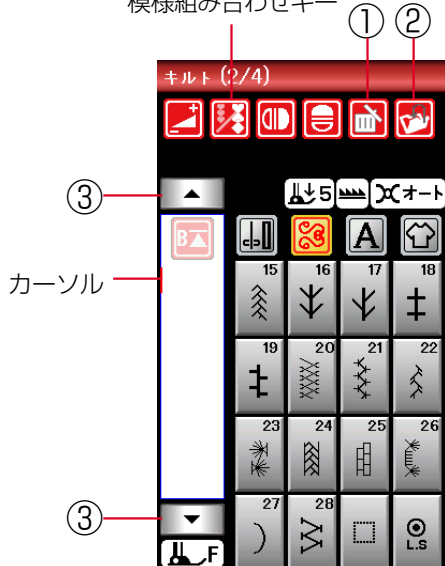 模様組み合わせキー
① ②
キルト (2/4)
③
5 オート
B A
カーソル
15 16 17 18
19 20 21 22
23 24 25 26
27 28
L.S
③
F